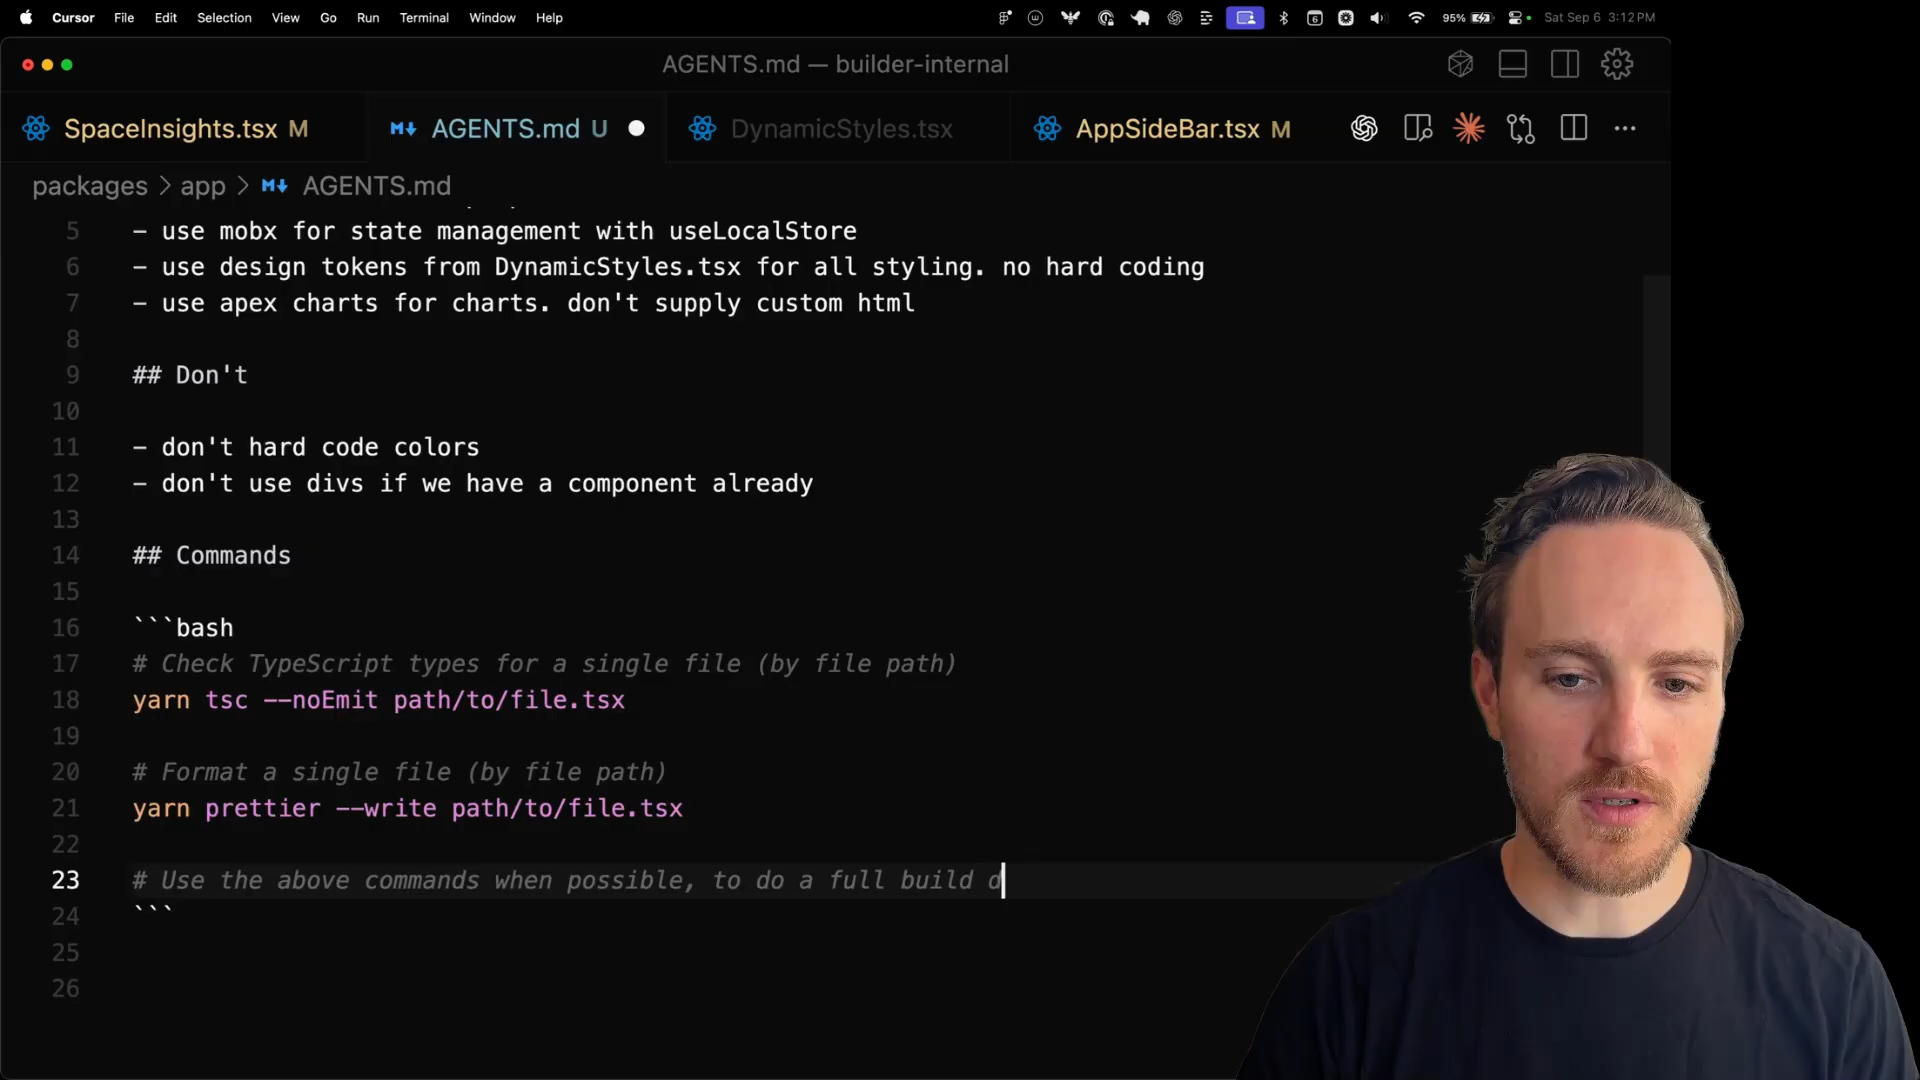 Cursor File Edit Selection View Go Run Terminal Window Help 6 95% Sat Sep 6 3:12 PM
AGENTS.md — builder-internal
SpaceInsights.tsx M AGENTS.md U DynamicStyles.tsx AppSideBar.tsx M
packages > app > AGENTS.md
5 - use mobx for state management with useLocalStore
6 - use design tokens from DynamicStyles.tsx for all styling. no hard coding
7 - use apex charts for charts. don't supply custom html
8
9 ## Don't
10
11 - don't hard code colors
12 - don't use divs if we have a component already
13
14 ## Commands
15
16 ```bash
17 # Check TypeScript types for a single file (by file path)
18 yarn tsc --noEmit path/to/file.tsx
19
20 # Format a single file (by file path)
21 yarn prettier --write path/to/file.tsx
22
23 # Use the above commands when possible, to do a full build d
24 ```
25
26